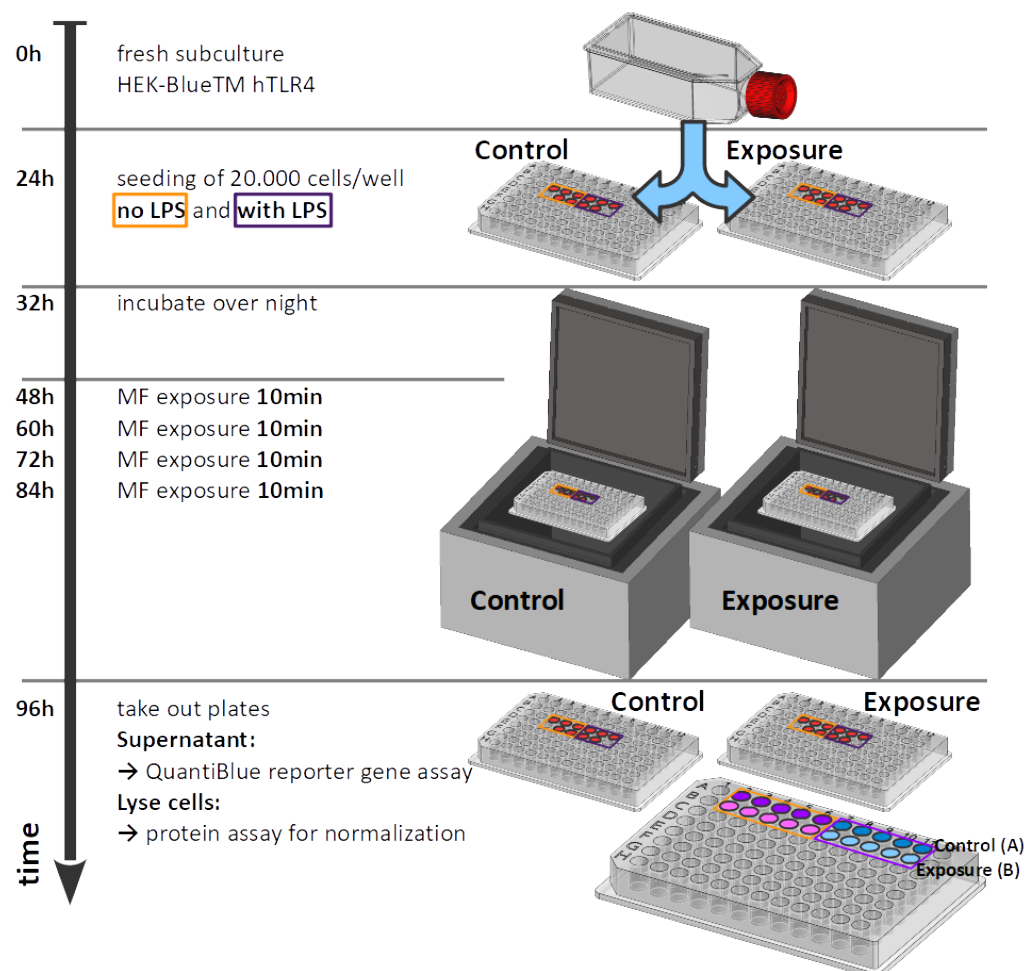 0h
fresh subculture
HEK-BlueTM hTLR4
Control
Exposure
24h
seeding of 20.000 cells/well
no LPS and with LPS
32h
incubate over night
48h
MF exposure 10min
60h
MF exposure 10min
72h
MF exposure 10min
84h
MF exposure 10min
Control
Exposure
96h
take out plates
Control
Exposure
Supernatant:
→ QuantiBlue reporter gene assay
Lyse cells:
→ protein assay for normalization
time
A
B
C
D
E
F
G
H
Control (A)
Exposure (B)